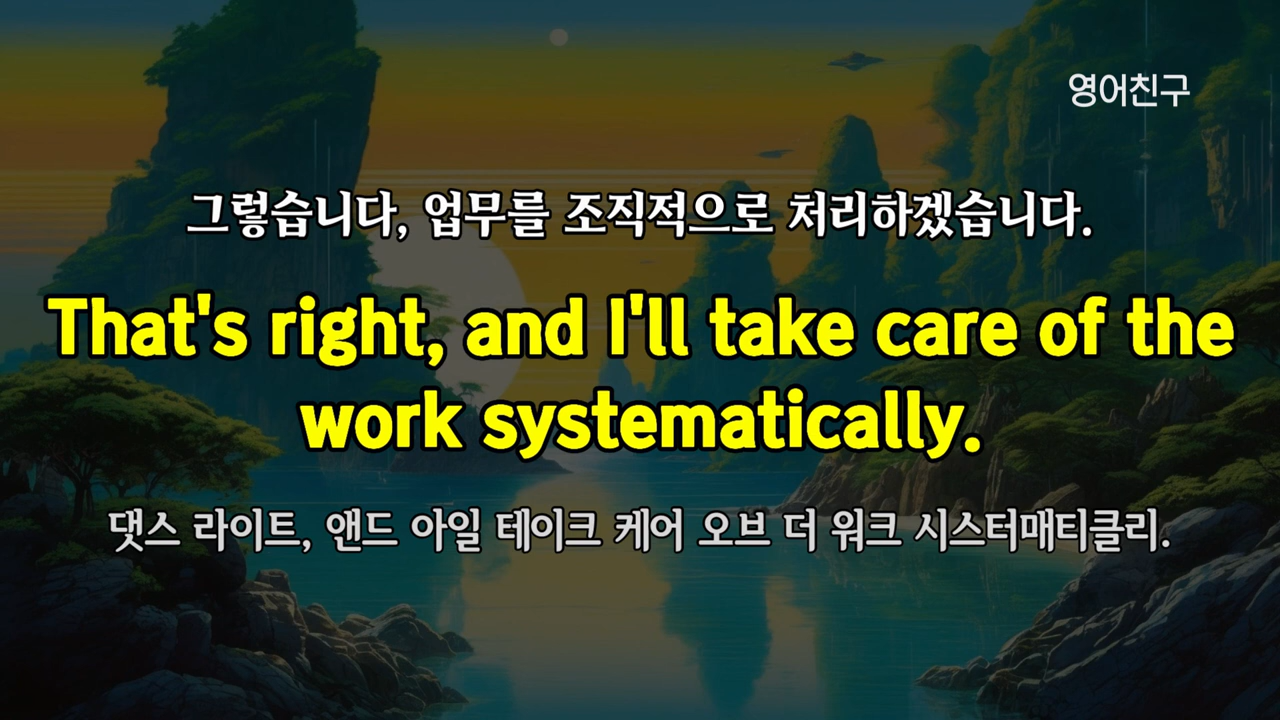 영어친구
그렇습니다, 업무를 조직적으로 처리하겠습니다.
That's right, and I'll take care of the
work systematically.
댓스 라이트, 앤드 아일 테이크 케어 오브 더 워크 시스터매티클리.